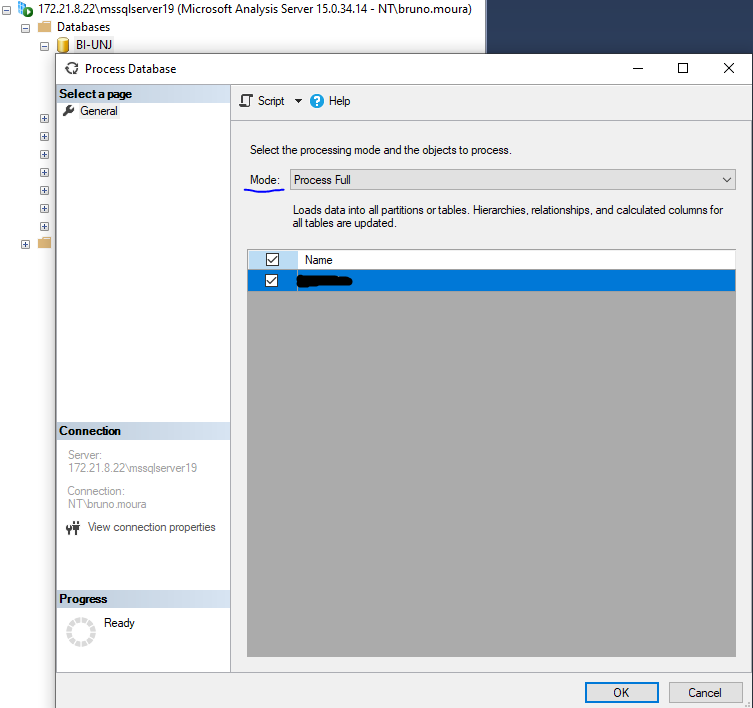 172.21.8.22\mssqlserver19 (Microsoft Analysis Server 15.0.34.14 - NT\bruno.moura)
Databases
BI-UNJ
Process Database
Select a page
General
Script
Help
Select the processing mode and the objects to process.
Mode:
Process Full
Loads data into all partitions or tables. Hierarchies, relationships, and calculated columns for
all tables are updated.
Name
Connection
Server:
172.21.8.22\mssqlserver19
Connection:
NT\bruno.moura
View connection properties
Progress
Ready
OK
Cancel